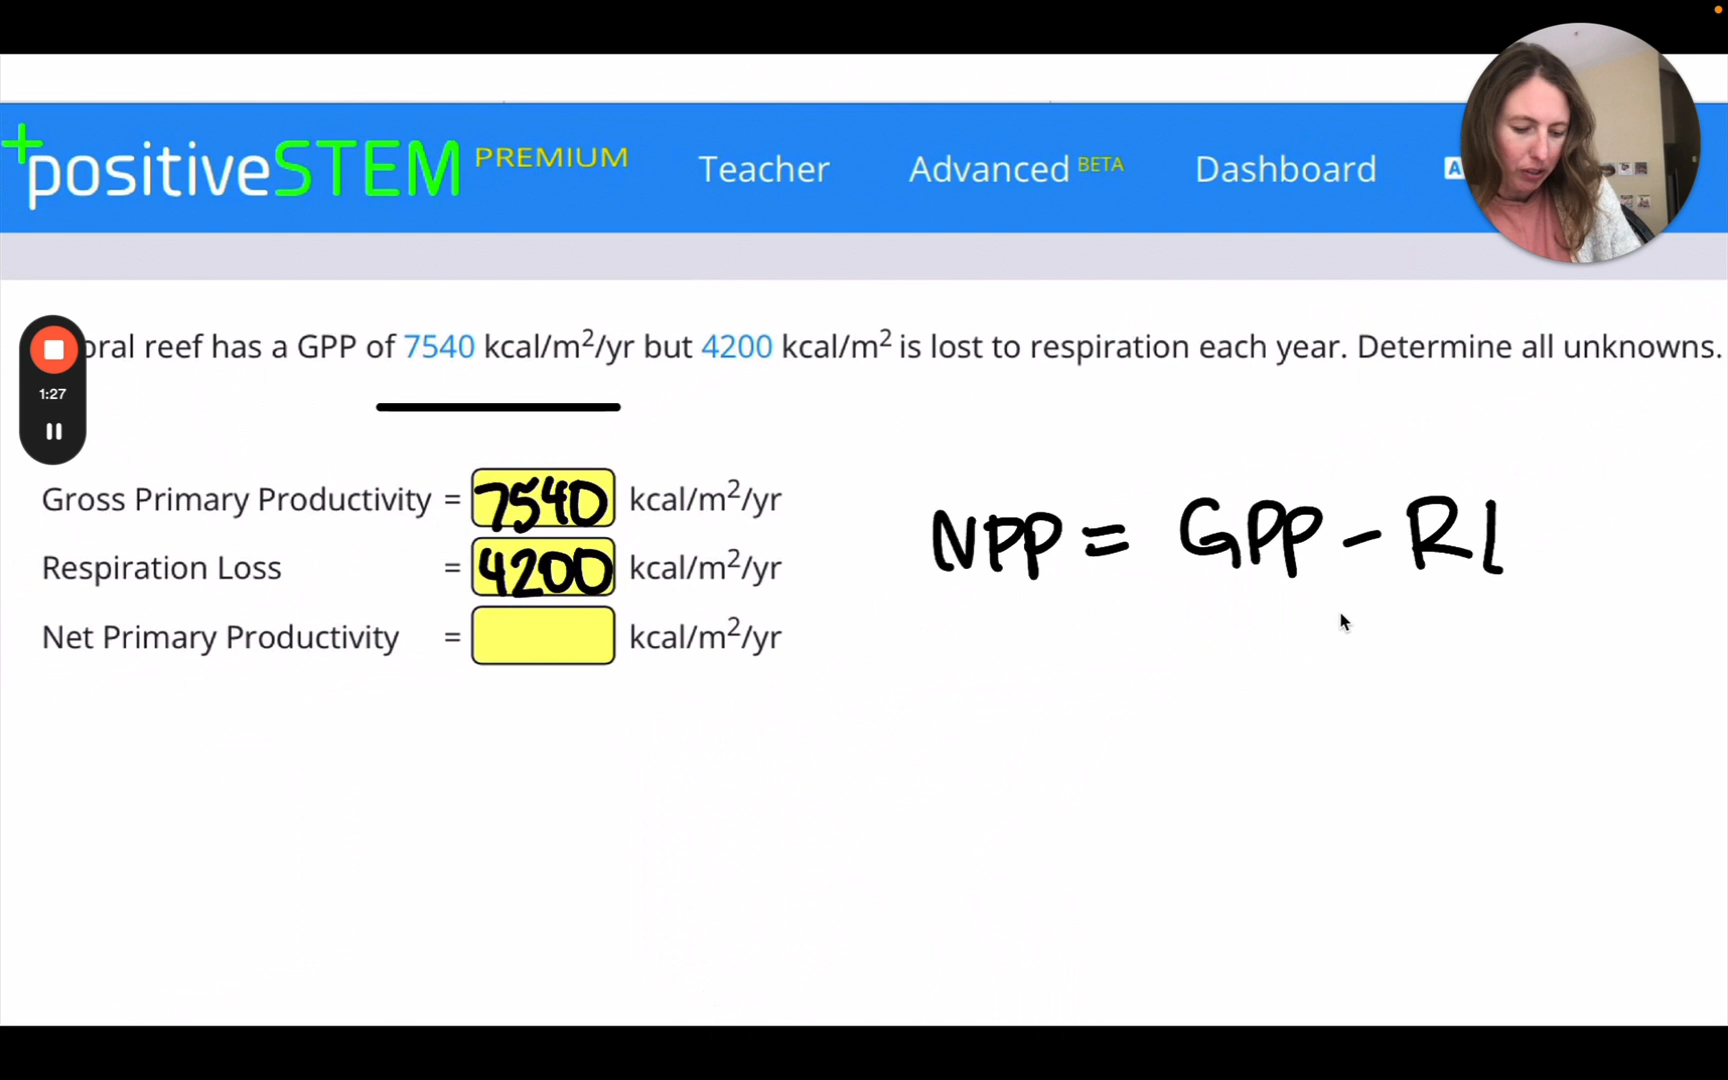 +positiveSTEM PREMIUM Teacher Advanced BETA Dashboard A
oral reef has a GPP of 7540 kcal/m²/yr but 4200 kcal/m² is lost to respiration each year. Determine all unknowns.
1:27
Gross Primary Productivity = 7540 kcal/m²/yr
NPP = GPP - RL
Respiration Loss = 4200 kcal/m²/yr
Net Primary Productivity = kcal/m²/yr